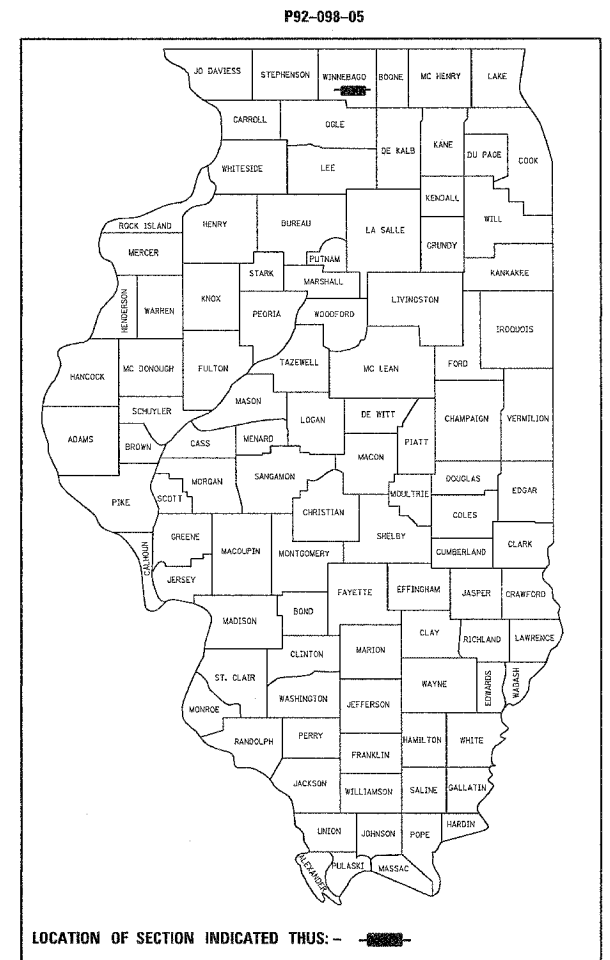 P92-098-05
JO DAVIESS
STEPHENSON
WINNEBAGO
BOONE
MC HENRY
LAKE
CARROLL
OGLE
DE KALB
KANE
DU PAGE
COOK
WHITESIDE
LEE
KENDALL
WILL
ROCK ISLAND
HENRY
BUREAU
LA SALLE
GRUNDY
MERCER
PUTNAM
KANKAKEE
STARK
MARSHALL
HENDERSON
WARREN
KNOX
PEORIA
WOODFORD
LIVINGSTON
IROQUOIS
HANCOCK
MC DONOUGH
FULTON
TAZEWELL
MC LEAN
FORD
SCHUYLER
MASON
LOGAN
DE WITT
CHAMPAIGN
VERMILION
ADAMS
BROWN
CASS
MENARD
PIATT
MACON
PIKE
SCOTT
MORGAN
SANGAMON
MOULTRIE
DOUGLAS
EDGAR
CHRISTIAN
COLES
CALHOUN
GREENE
MACOUPIN
MONTGOMERY
SHELBY
CUMBERLAND
CLARK
JERSEY
FAYETTE
EFFINGHAM
JASPER
CRAWFORD
MADISON
BOND
CLAY
RICHLAND
LAWRENCE
CLINTON
MARION
ST. CLAIR
WAYNE
EDWARDS
WABASH
MONROE
WASHINGTON
JEFFERSON
RANDOLPH
PERRY
HAMILTON
WHITE
FRANKLIN
JACKSON
WILLIAMSON
SALINE
GALLATIN
UNION
JOHNSON
POPE
HARDIN
ALEXANDER
PULASKI
MASSAC
LOCATION OF SECTION INDICATED THUS: -